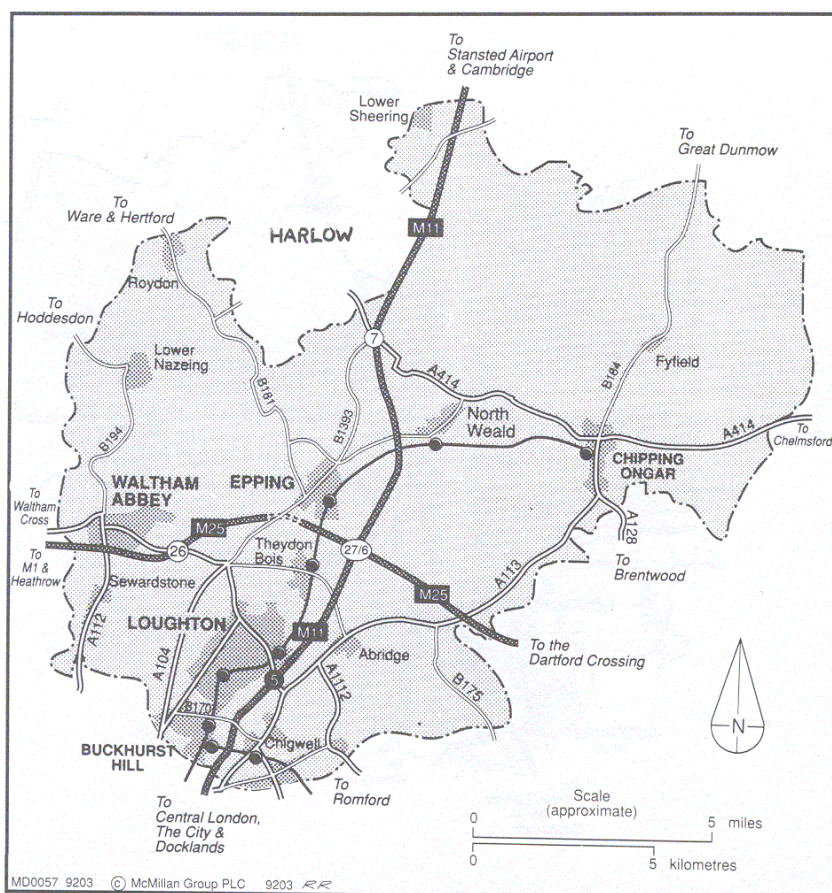 To
Stansted Airport
& Cambridge
Lower
Sheering
To
Great Dunmow
To
Ware & Hertford
HARLOW
M11
Roydon
To
Hoddesdon
7
Lower
Nazeing
Fyfield
B184
A414
B181
B1393
North
Weald
B194
A414
To
Chelmsford
CHIPPING
ONGAR
WALTHAM
ABBEY
EPPING
To
Waltham
Cross
M25
A128
26
Theydon
Bois
27/6
To
M1 &
Heathrow
To
Brentwood
A113
Sewardstone
M25
LOUGHTON
M11
A112
A104
Abridge
To the
Dartford Crossing
5
A1112
B175
B170
N
BUCKHURST
HILL
Chigwell
To
Romford
To
Central London,
The City &
Docklands
Scale
(approximate)
0
5 miles
0
5 kilometres
MD0057 9203 © McMillan Group PLC 9203 RR